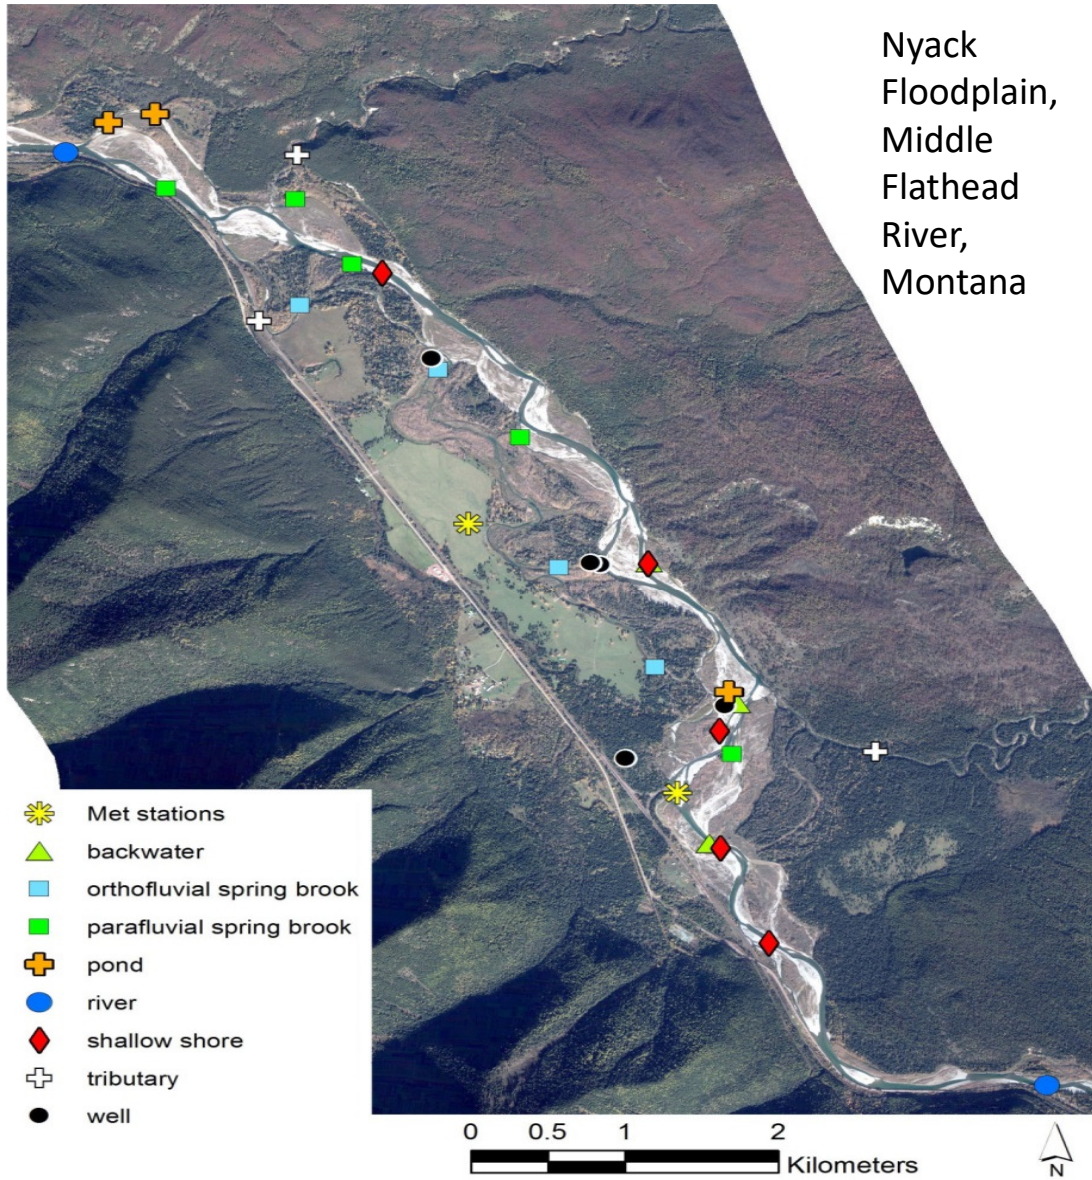 Nyack
Floodplain,
Middle
Flathead
River,
Montana
Met stations
backwater
orthofluvial spring brook
parafluvial spring brook
pond
river
shallow shore
tributary
well
0 0.5 1 2
Kilometers
N